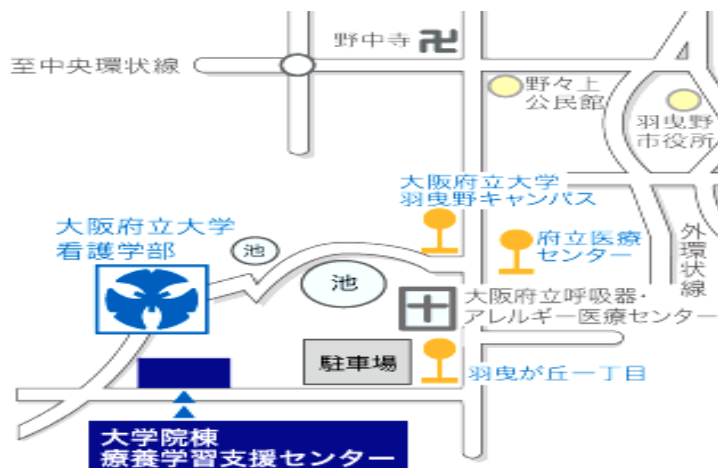 野中寺
至中央環状線
野々上
公民館
羽曳野
市役所
大阪府立大学
羽曳野キャンパス
大阪府立大学
看護学部
池
府立医療
センター
外環状線
池
大阪府立呼吸器・
アレルギー医療センター
駐車場
羽曳が丘一丁目
大学院棟
療養学習支援センター